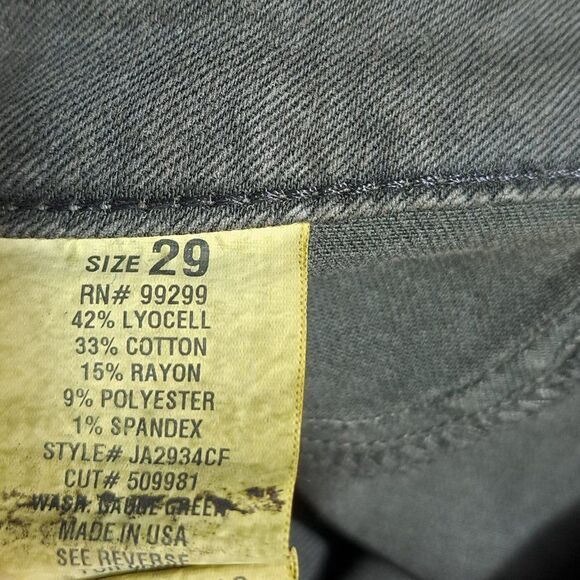 SIZE 29
RN# 99299
42% LYOCELL
33% COTTON
15% RAYON
9% POLYESTER
1% SPANDEX
STYLE# JA2934CF
CUT# 509981
WASH: GREEN
MADE IN USA
SEE REVERSE